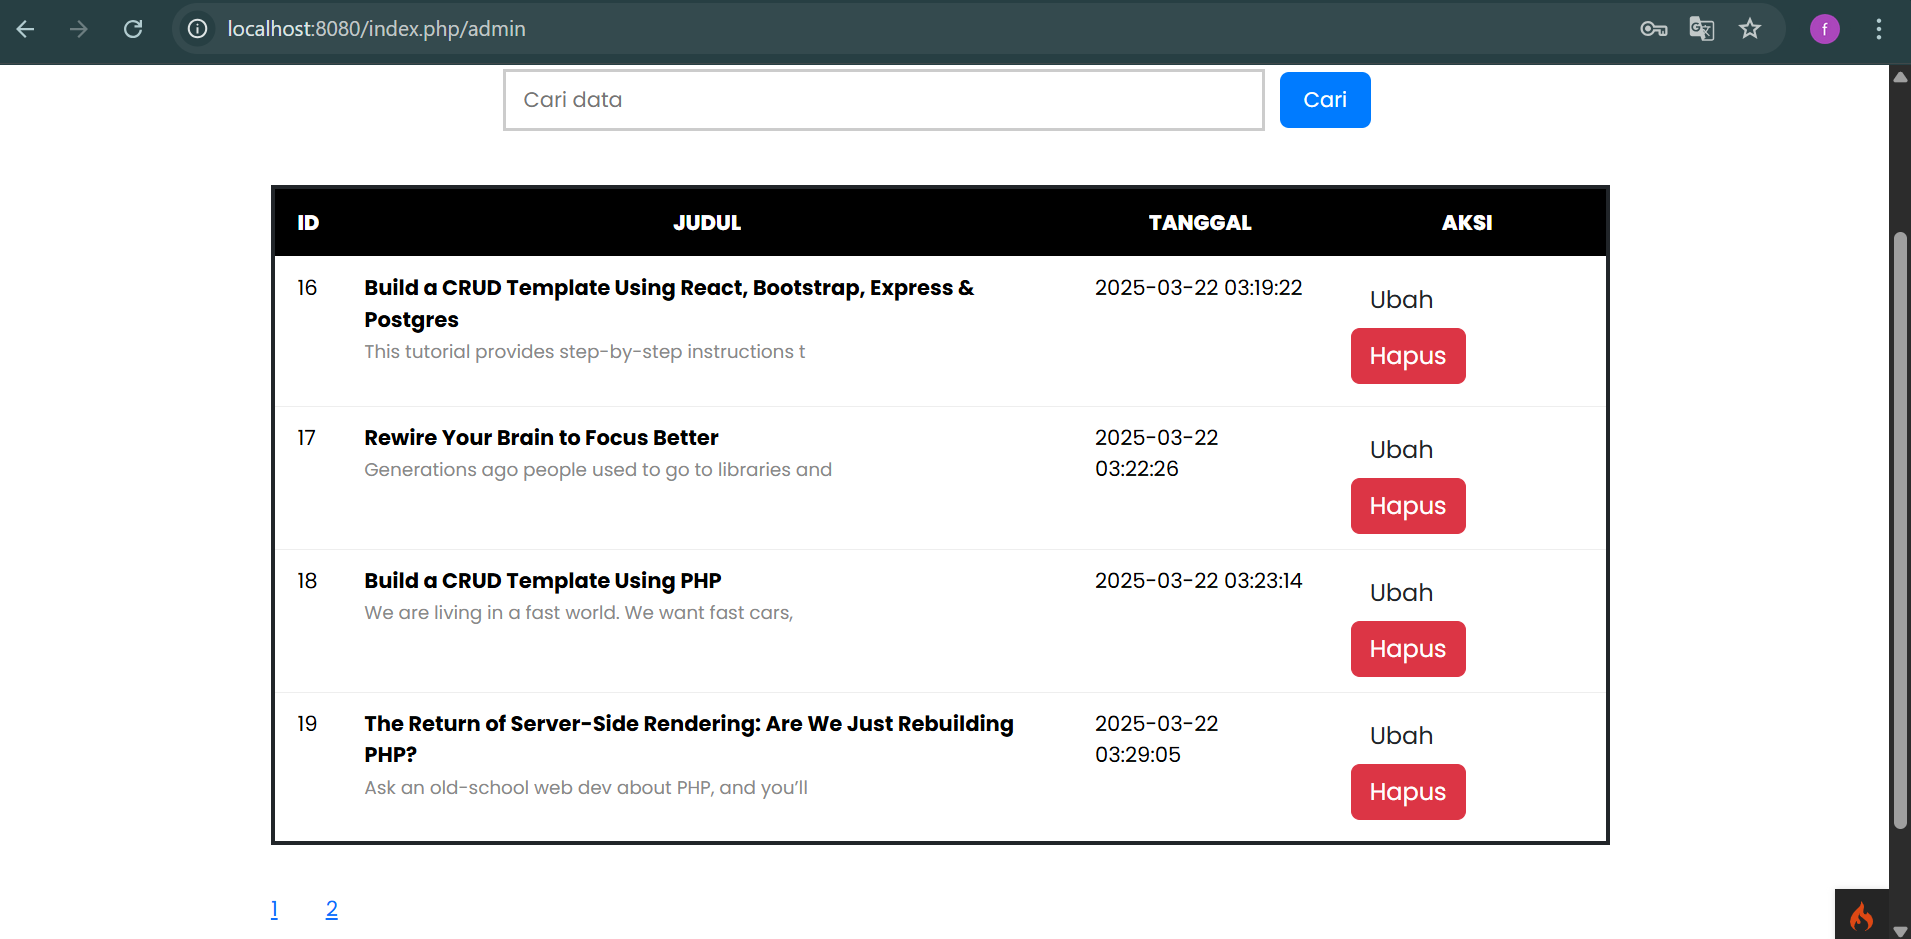 localhost:8080/index.php/admin
f
Cari data
Cari
ID JUDUL TANGGAL AKSI
16 Build a CRUD Template Using React, Bootstrap, Express & 2025-03-22 03:19:22 Ubah
Postgres
This tutorial provides step-by-step instructions t
Hapus
17 Rewire Your Brain to Focus Better 2025-03-22 Ubah
Generations ago people used to go to libraries and 03:22:26
Hapus
18 Build a CRUD Template Using PHP 2025-03-22 03:23:14 Ubah
We are living in a fast world. We want fast cars,
Hapus
19 The Return of Server-Side Rendering: Are We Just Rebuilding 2025-03-22 Ubah
PHP? 03:29:05
Ask an old-school web dev about PHP, and you’ll Hapus
1 2